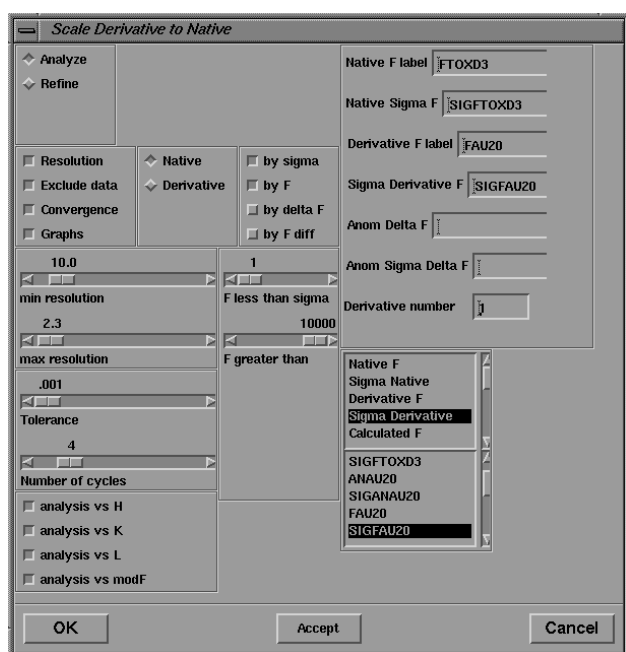 Scale Derivative to Native
Analyze
Refine
Resolution
Exclude data
Convergence
Graphs
Native
Derivative
by sigma
by F
by delta F
by F diff
10.0
min resolution
2.3
max resolution
.001
Tolerance
4
Number of cycles
1
F less than sigma
10000
F greater than
analysis vs H
analysis vs K
analysis vs L
analysis vs modF
Native F label FTOXD3
Native Sigma F SIGFTOXD3
Derivative F label FAU20
Sigma Derivative F SIGFAU20
Anom Delta F
Anom Sigma Delta F
Derivative number 1
Native F
Sigma Native
Derivative F
Sigma Derivative
Calculated F
SIGFTOXD3
ANAU20
SIGANAU20
FAU20
SIGFAU20
OK
Accept
Cancel